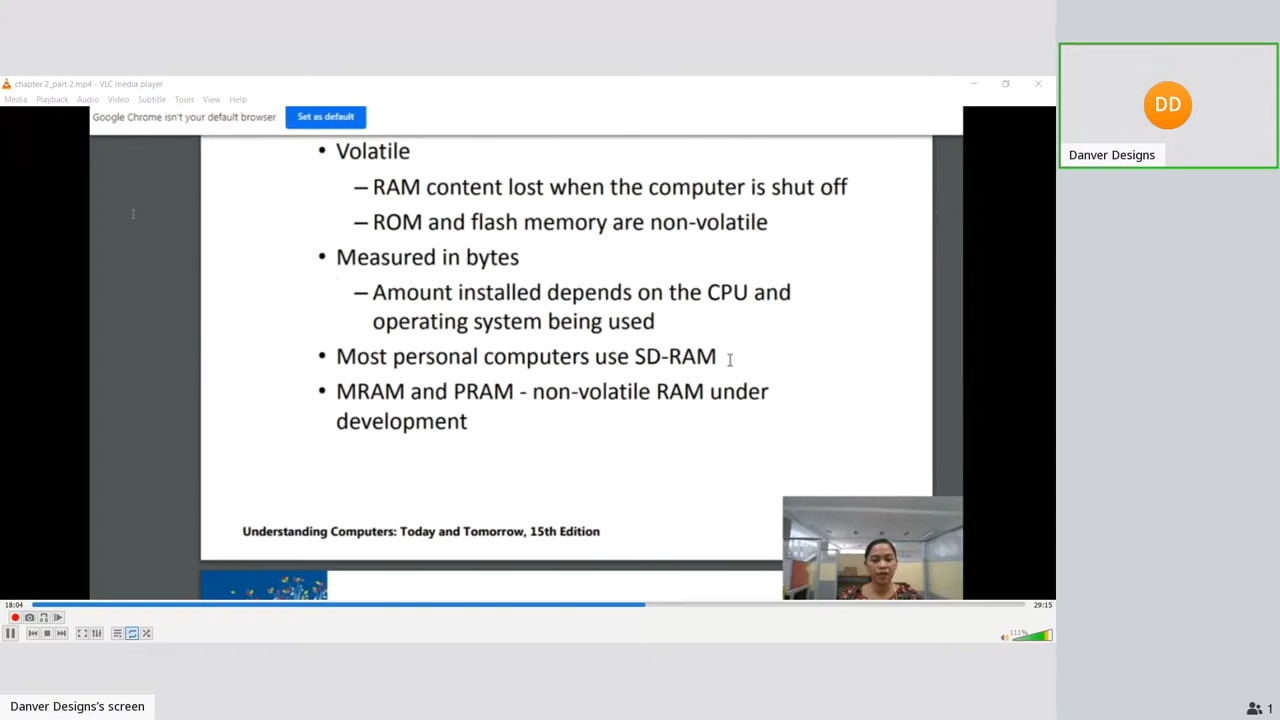 chapter 2_part 2.mp4 - VLC media player
Media Playback Audio Video Subtitle Tools View Help
Google Chrome isn't your default browser Set as default
• Volatile
– RAM content lost when the computer is shut off
– ROM and flash memory are non-volatile
• Measured in bytes
– Amount installed depends on the CPU and
operating system being used
• Most personal computers use SD-RAM
• MRAM and PRAM - non-volatile RAM under
development
Understanding Computers: Today and Tomorrow, 15th Edition
18:04 29:15
111%
DD
Danver Designs
Danver Designs's screen
1